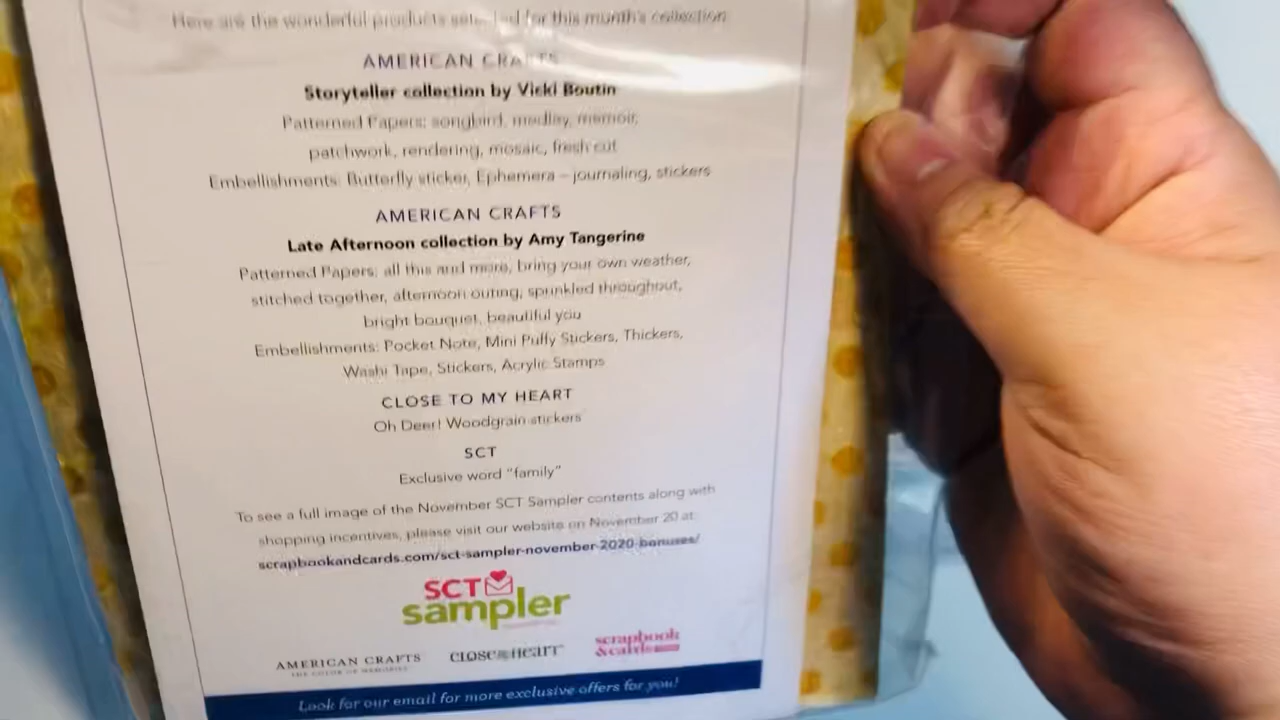 Here are the wonderful products selected for this month's collection
AMERICAN CRAFTS
Storyteller collection by Vicki Boutin
Patterned Papers: songbird, medley, memoir,
patchwork, rendering, mosaic, fresh cut
Embellishments: Butterfly sticker, Ephemera – journaling, stickers
AMERICAN CRAFTS
Late Afternoon collection by Amy Tangerine
Patterned Papers: all this and more, bring your own weather,
stitched together, afternoon outing, sprinkled throughout,
bright bouquet, beautiful you
Embellishments: Pocket Note, Mini Puffy Stickers, Thickers,
Washi Tape, Stickers, Acrylic Stamps
CLOSE TO MY HEART
Oh Deer! Woodgrain stickers
SCT
Exclusive word "family"
To see a full image of the November SCT Sampler contents along with
shopping incentives, please visit our website on November 20 at:
scrapbookandcards.com/sct-sampler-november-2020-bonuses/
SCT
sampler
AMERICAN CRAFTS
THE COLOR OF MEMORIES
CLOSE TO MY HEART
scrapbook
&cards
Look for our email for more exclusive offers for you!